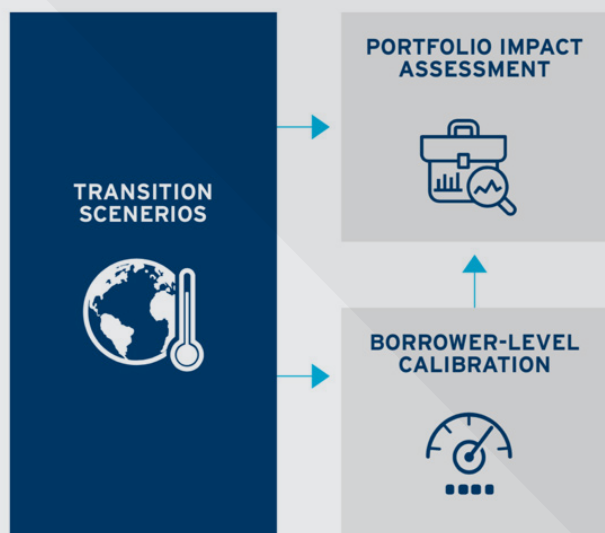 TRANSITION
SCENERIOS
PORTFOLIO IMPACT
ASSESSMENT
BORROWER-LEVEL
CALIBRATION